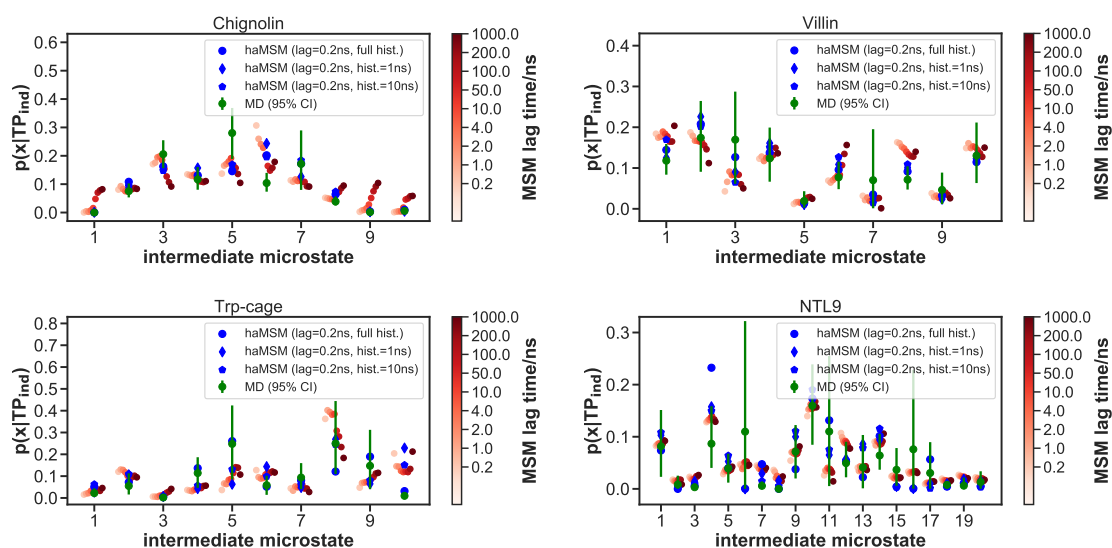 Chignolin
0.6
0.5
0.4
0.3
0.2
0.1
0.0
p(x|TPind)
haMSM (lag=0.2ns, full hist.)
haMSM (lag=0.2ns, hist.=1ns)
haMSM (lag=0.2ns, hist.=10ns)
MD (95% CI)
1 3 5 7 9
intermediate microstate
1000.0
200.0
100.0
50.0
10.0
4.0
2.0
1.0
0.2
MSM lag time/ns
Villin
0.4
0.3
0.2
0.1
0.0
p(x|TPind)
haMSM (lag=0.2ns, full hist.)
haMSM (lag=0.2ns, hist.=1ns)
haMSM (lag=0.2ns, hist.=10ns)
MD (95% CI)
1 3 5 7 9
intermediate microstate
1000.0
200.0
100.0
50.0
10.0
4.0
2.0
1.0
0.2
MSM lag time/ns
Trp-cage
0.8
0.7
0.6
0.5
0.4
0.3
0.2
0.1
0.0
p(x|TPind)
haMSM (lag=0.2ns, full hist.)
haMSM (lag=0.2ns, hist.=1ns)
haMSM (lag=0.2ns, hist.=10ns)
MD (95% CI)
1 3 5 7 9
intermediate microstate
1000.0
200.0
100.0
50.0
10.0
4.0
2.0
1.0
0.2
MSM lag time/ns
NTL9
0.3
0.2
0.1
0.0
p(x|TPind)
haMSM (lag=0.2ns, full hist.)
haMSM (lag=0.2ns, hist.=1ns)
haMSM (lag=0.2ns, hist.=10ns)
MD (95% CI)
1 3 5 7 9 11 13 15 17 19
intermediate microstate
1000.0
200.0
100.0
50.0
10.0
4.0
2.0
1.0
0.2
MSM lag time/ns